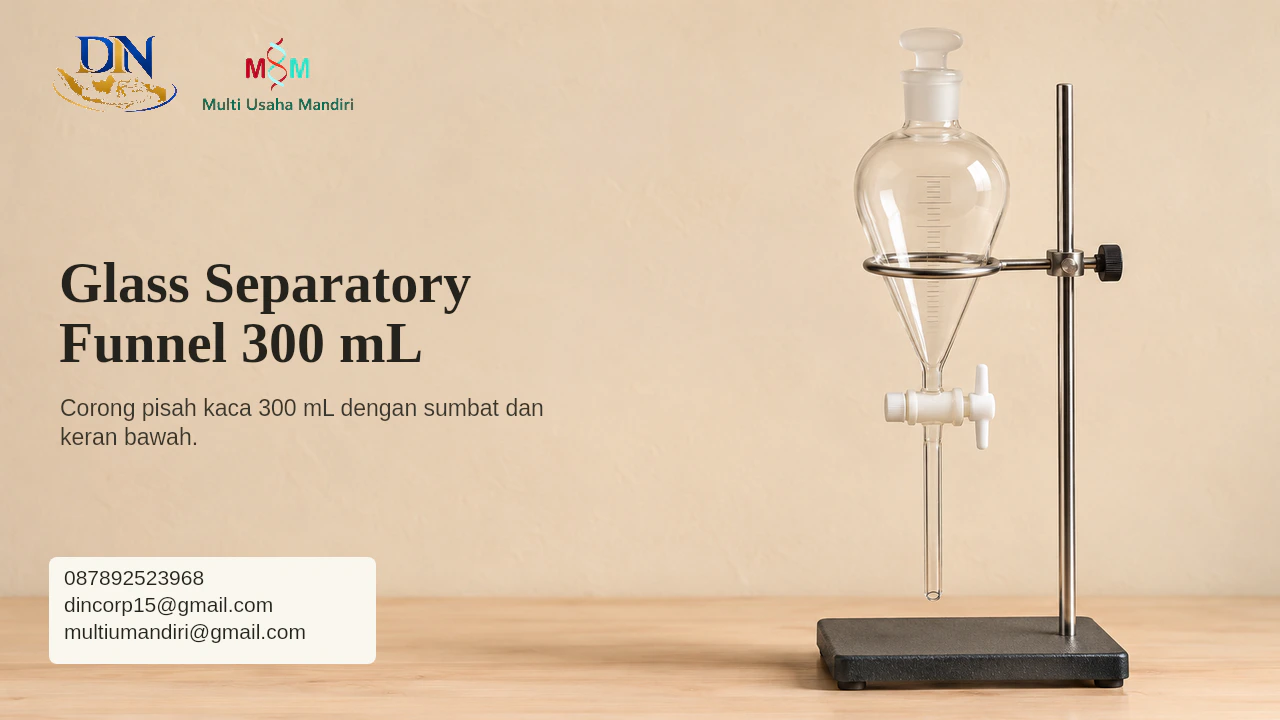 DIN
MSM
Multi Usaha Mandiri
Glass Separatory
Funnel 300 mL
Corong pisah kaca 300 mL dengan sumbat dan
keran bawah.
087892523968
dincorp15@gmail.com
multiumandiri@gmail.com